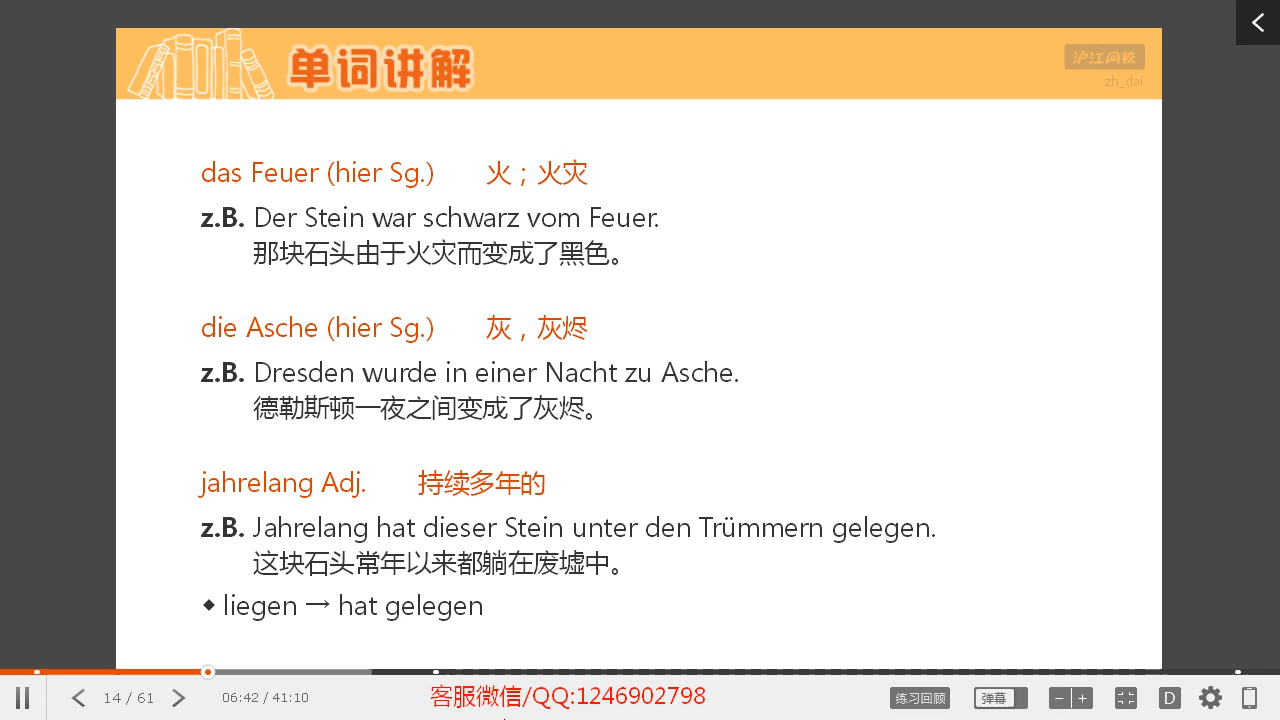 单词讲解
沪江网校
zh_dai
das Feuer (hier Sg.) 火；火灾
z.B. Der Stein war schwarz vom Feuer.
那块石头由于火灾而变成了黑色。
die Asche (hier Sg.) 灰，灰烬
z.B. Dresden wurde in einer Nacht zu Asche.
德勒斯顿一夜之间变成了灰烬。
jahrelang Adj. 持续多年的
z.B. Jahrelang hat dieser Stein unter den Trümmern gelegen.
这块石头常年以来都躺在废墟中。
◆ liegen → hat gelegen
14 / 61 06:42 / 41:10 客服微信/QQ:1246902798 练习回顾 弹幕 D